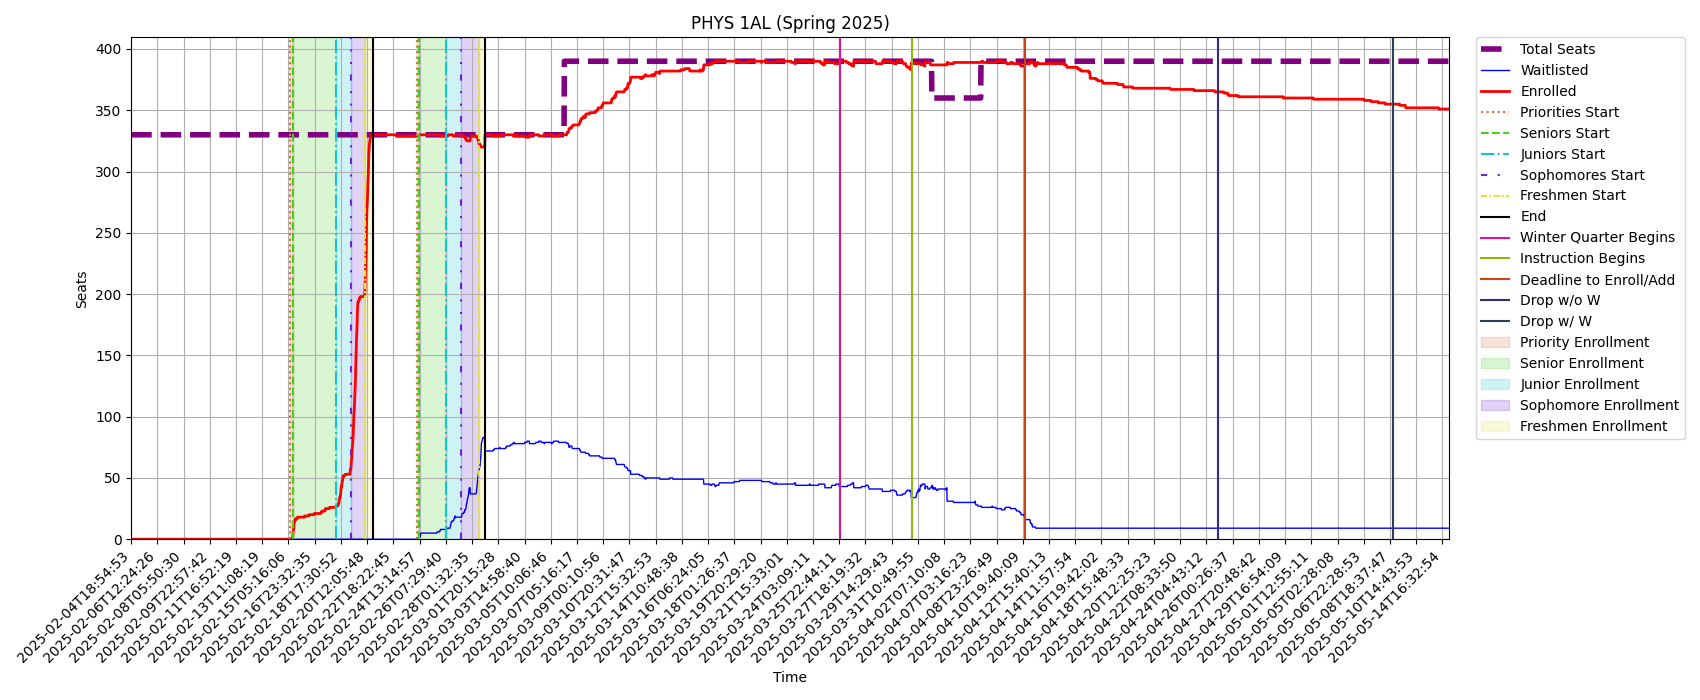 PHYS 1AL (Spring 2025)
400
350
300
250
200
150
100
50
0
Seats
2025-02-04T18:54:53
2025-02-06T12:24:26
2025-02-08T05:50:30
2025-02-09T22:57:42
2025-02-11T16:52:19
2025-02-13T11:08:19
2025-02-15T05:16:06
2025-02-16T23:32:35
2025-02-18T17:30:52
2025-02-20T12:05:48
2025-02-22T18:22:45
2025-02-24T13:14:57
2025-02-26T07:29:40
2025-02-28T01:32:35
2025-03-01T20:15:28
2025-03-03T14:58:40
2025-03-05T10:06:46
2025-03-07T05:16:17
2025-03-09T00:10:56
2025-03-10T20:31:47
2025-03-12T15:32:53
2025-03-14T10:48:38
2025-03-16T06:24:05
2025-03-18T01:26:37
2025-03-19T20:29:20
2025-03-21T15:33:01
2025-03-24T03:09:11
2025-03-25T22:44:11
2025-03-27T18:19:32
2025-03-29T14:29:43
2025-03-31T10:49:55
2025-04-02T07:10:08
2025-04-07T03:16:23
2025-04-08T23:26:49
2025-04-10T19:40:09
2025-04-12T15:40:13
2025-04-14T11:57:54
2025-04-16T19:42:02
2025-04-18T15:48:33
2025-04-20T12:25:23
2025-04-22T08:33:50
2025-04-24T04:43:12
2025-04-26T00:26:37
2025-04-27T20:48:42
2025-04-29T16:54:09
2025-05-01T12:55:11
2025-05-05T02:28:08
2025-05-06T22:28:53
2025-05-08T18:37:47
2025-05-10T14:43:53
2025-05-14T16:32:54
Time
Total Seats
Waitlisted
Enrolled
Priorities Start
Seniors Start
Juniors Start
Sophomores Start
Freshmen Start
End
Winter Quarter Begins
Instruction Begins
Deadline to Enroll/Add
Drop w/o W
Drop w/ W
Priority Enrollment
Senior Enrollment
Junior Enrollment
Sophomore Enrollment
Freshmen Enrollment